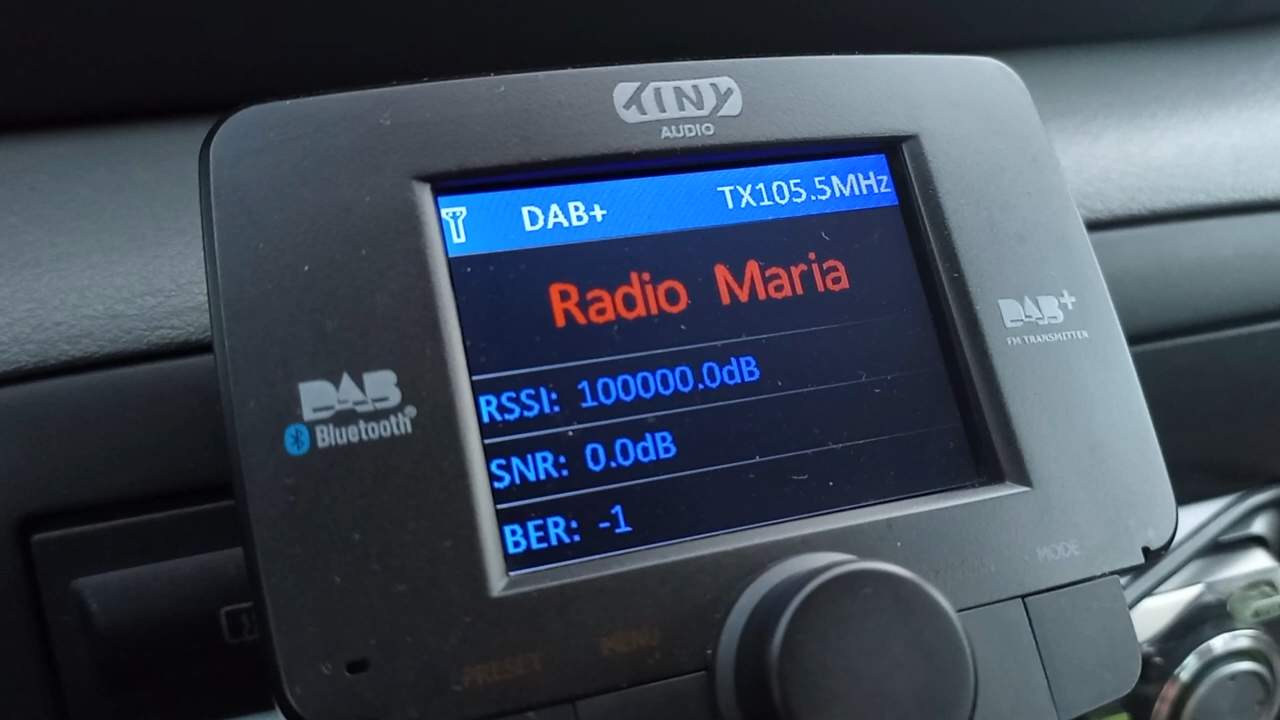 TINY
AUDIO
DAB+ TX105.5MHz
Radio Maria
RSSI: 100000.0dB
SNR: 0.0dB
BER: -1
DAB
Bluetooth®
DAB+
FM TRANSMITTER
MODE
PRESET
MENU